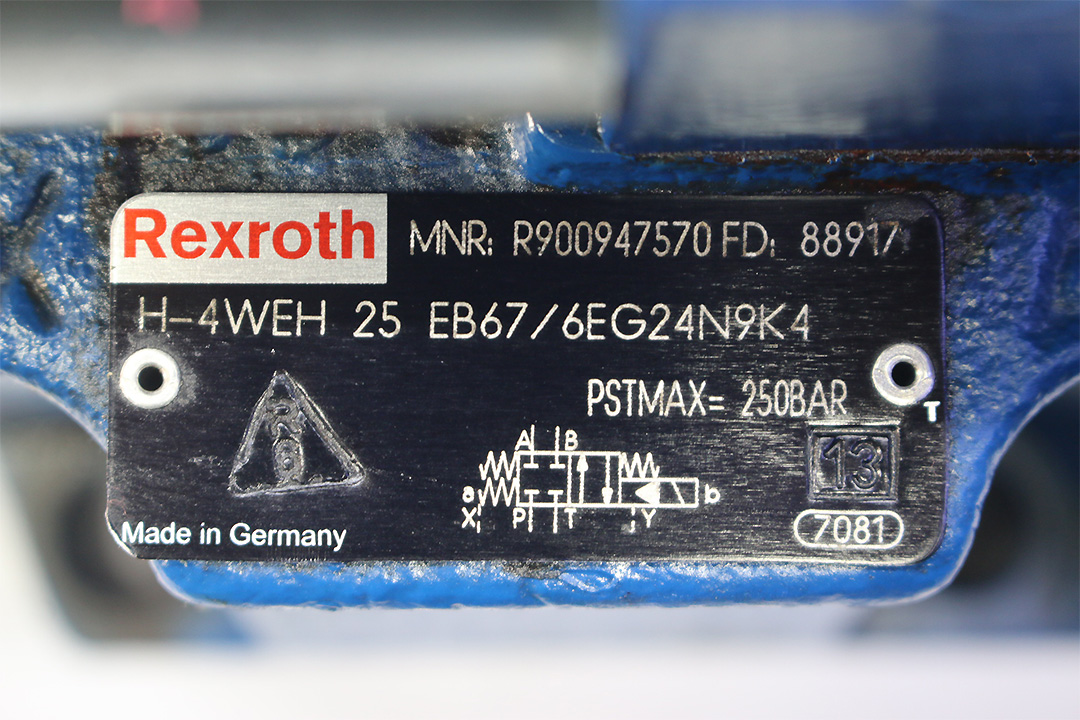 Rexroth MNR: R900947570 FD: 88917
H-4WEH 25 EB67/6EG24N9K4
PSTMAX= 250BAR
T
A B
a b
X P T Y
13
Made in Germany
7081